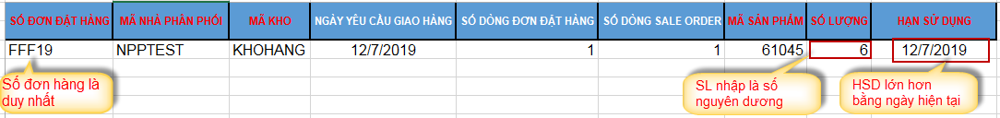 SỐ ĐƠN ĐẶT HÀNG MÃ NHÀ PHÂN PHỐI MÃ KHO NGÀY YÊU CẦU GIAO HÀNG SỐ DÒNG ĐƠN ĐẶT HÀNG SỐ DÒNG SALE ORDER MÃ SẢN PHẨM SỐ LƯỢNG HẠN SỬ DỤNG
FFF19 NPPTEST KHOHANG 12/7/2019 1 1 61045 6 12/7/2019
Số đơn hàng là
duy nhất
SL nhập là số
nguyên dương
HSD lớn hơn
bằng ngày hiện tại